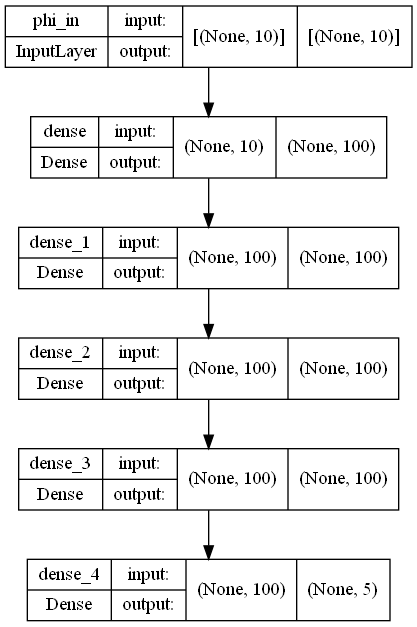 phi_in input: [(None, 10)] [(None, 10)]
InputLayer output:
dense input: (None, 10) (None, 100)
Dense output:
dense_1 input: (None, 100) (None, 100)
Dense output:
dense_2 input: (None, 100) (None, 100)
Dense output:
dense_3 input: (None, 100) (None, 100)
Dense output:
dense_4 input: (None, 100) (None, 5)
Dense output: